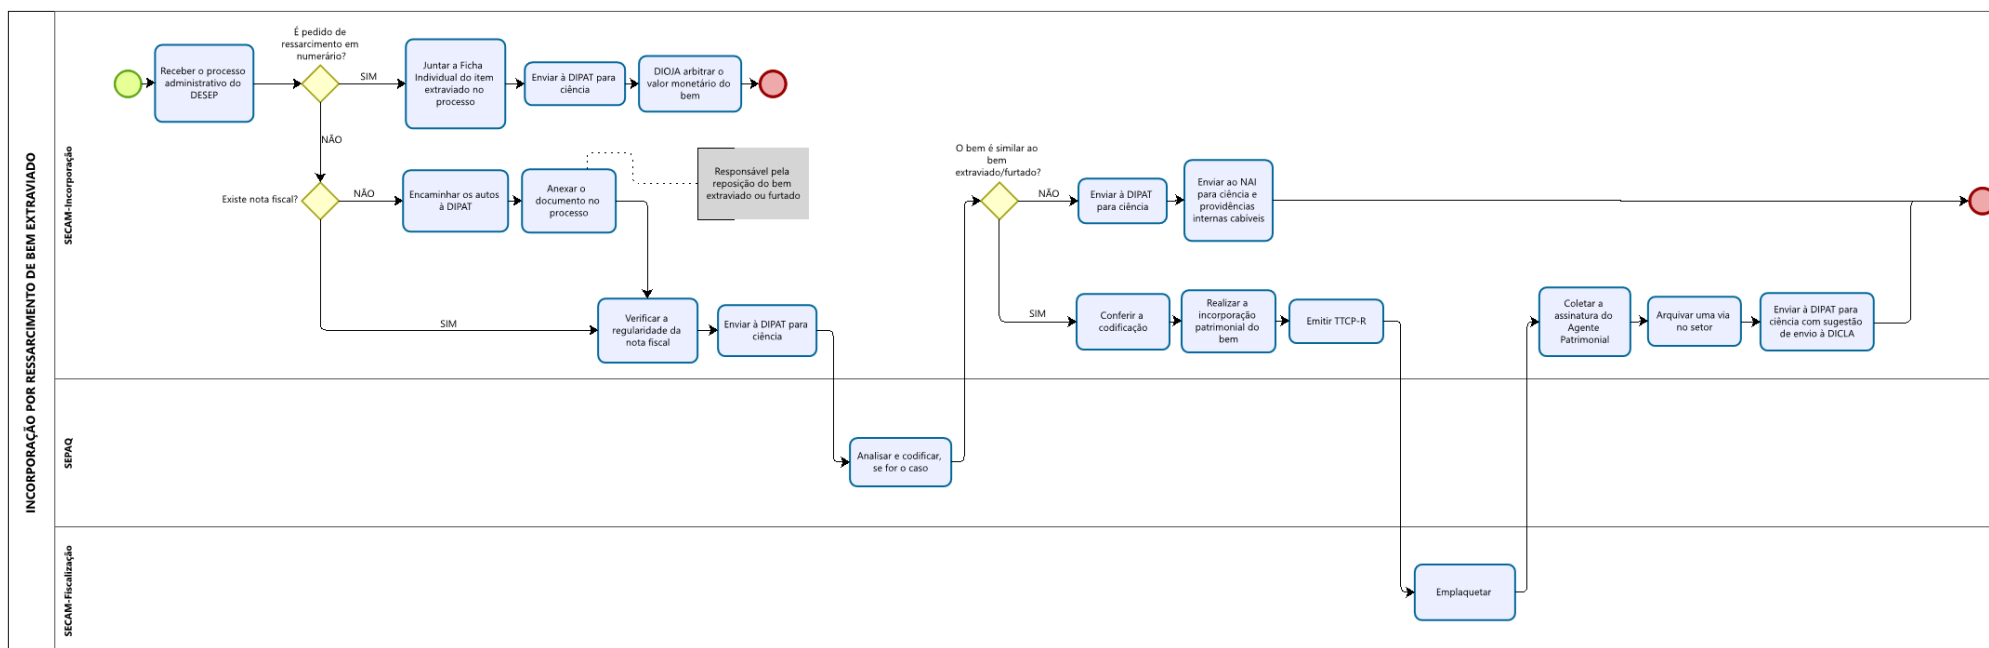 INCORPORAÇÃO POR RESSARCIMENTO DE BEM EXTRAVIADO
SECAM-Incorporação
É pedido de
ressarcimento em
numerário?
Receber o processo
administrativo do
DESEP
SIM
Juntar a Ficha
Individual do item
extraviado no
processo
Enviar à DIPAT para
ciência
DIOJA arbitrar o
valor monetário do
bem
NÃO
Existe nota fiscal?
NÃO
Encaminhar os autos
à DIPAT
Anexar o
documento no
processo
Responsável pela
reposição do bem
extraviado ou furtado
SIM
Verificar a
regularidade da
nota fiscal
Enviar à DIPAT para
ciência
O bem é similar ao
bem
extraviado/furtado?
NÃO
Enviar à DIPAT
para ciência
Enviar ao NAI
para ciência e
providências
internas cabíveis
SIM
Conferir a
codificação
Realizar a
incorporação
patrimonial do
bem
Emitir TTCP-R
Coletar a
assinatura do
Agente
Patrimonial
Arquivar uma via
no setor
Enviar à DIPAT para
ciência com sugestão
de envio à DICLA
SEPAQ
Analisar e codificar,
se for o caso
SECAM-Fiscalização
Emplaquetar